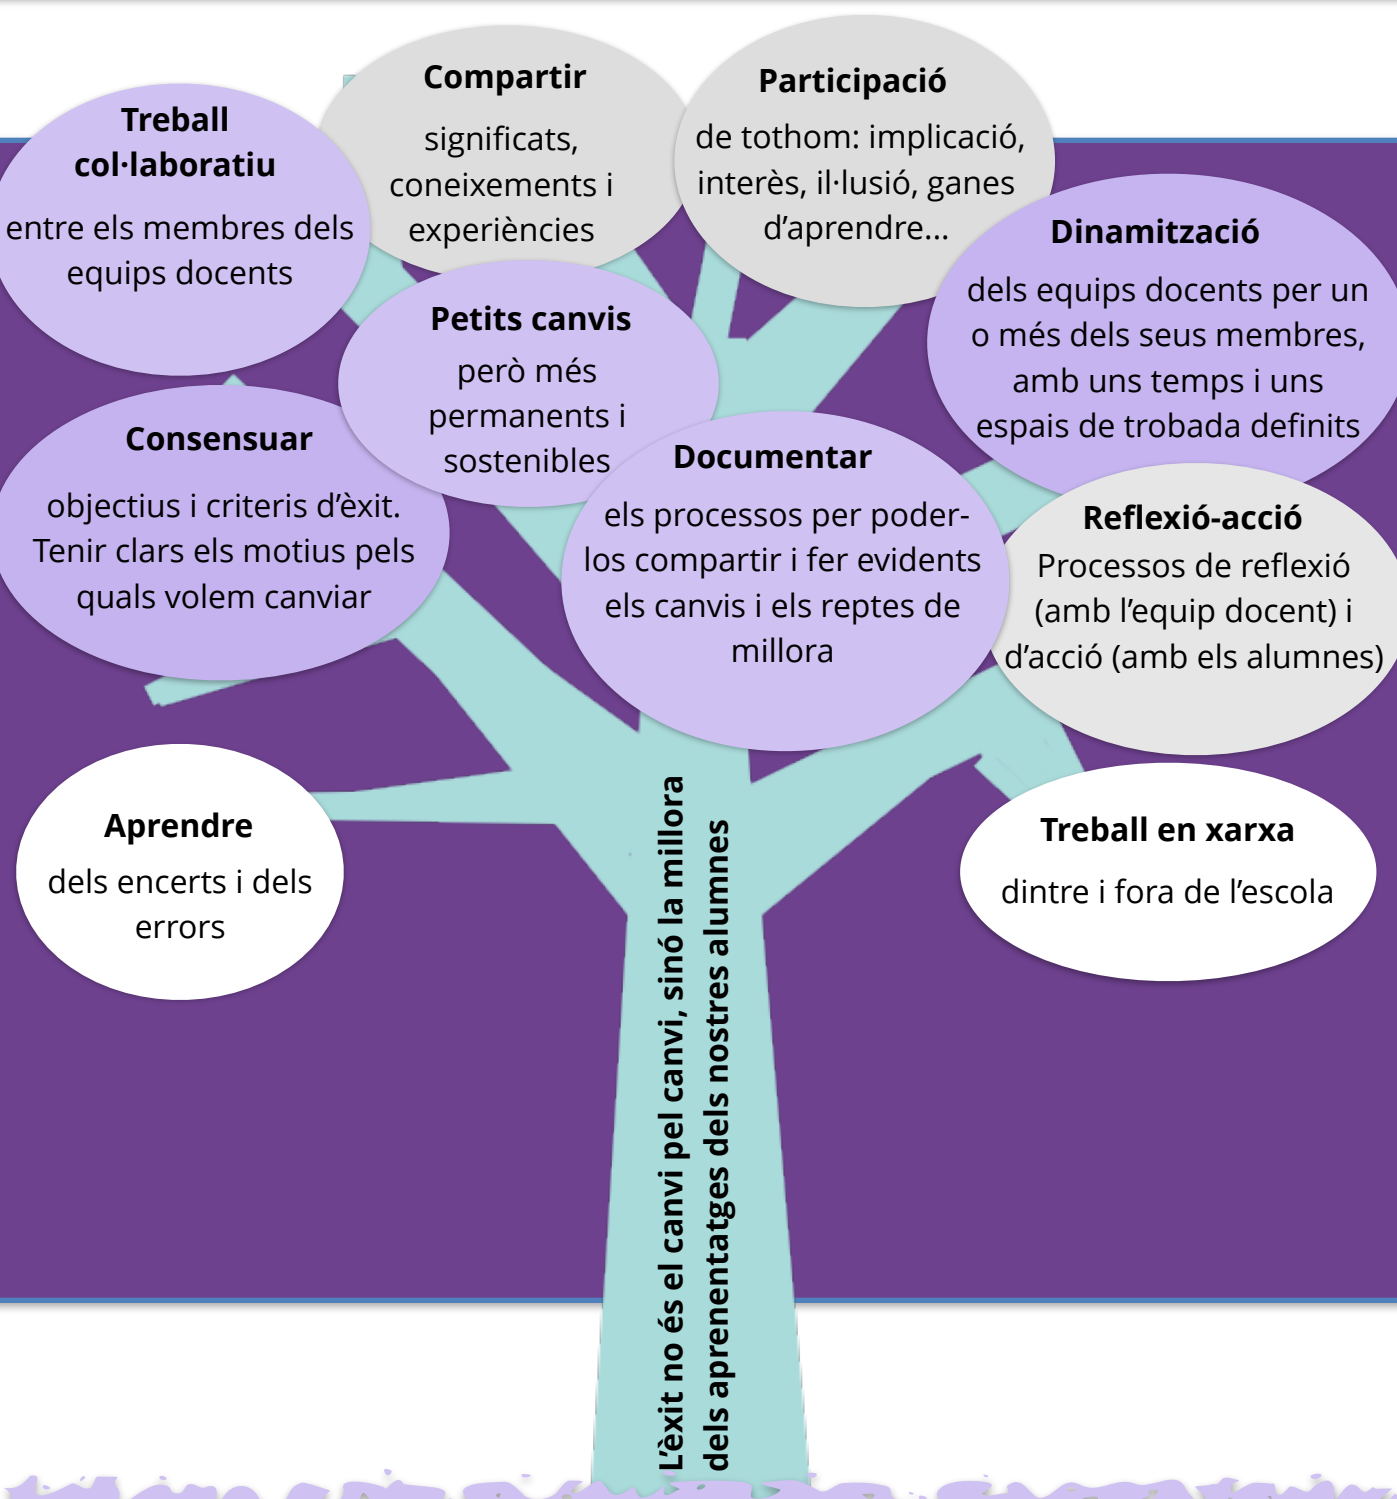 Treball
col·laboratiu
entre els membres dels
equips docents
Compartir
significats,
coneixements i
experiències
Participació
de tothom: implicació,
interès, il·lusió, ganes
d’aprendre...
Dinamització
dels equips docents per un
o més dels seus membres,
amb uns temps i uns
espais de trobada definits
Petits canvis
però més
permanents i
sostenibles
Consensuar
objectius i criteris d’èxit.
Tenir clars els motius pels
quals volem canviar
Documentar
els processos per poder-
los compartir i fer evidents
els canvis i els reptes de
millora
Reflexió-acció
Processos de reflexió
(amb l’equip docent) i
d’acció (amb els alumnes)
Aprendre
dels encerts i dels
errors
Treball en xarxa
dintre i fora de l’escola
L’èxit no és el canvi pel canvi, sinó la millora
dels aprenentatges dels nostres alumnes